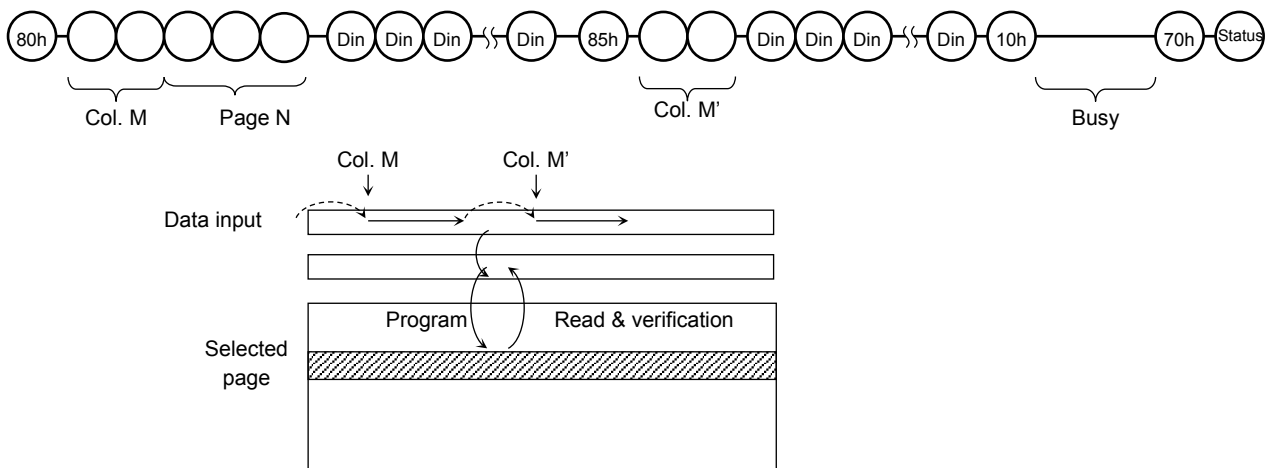 80h Din Din Din Din 85h Din Din Din Din 10h 70h Status
Col. M Page N Col. M’ Busy
Col. M Col. M’
Data input
Program Read & verification
Selected
page